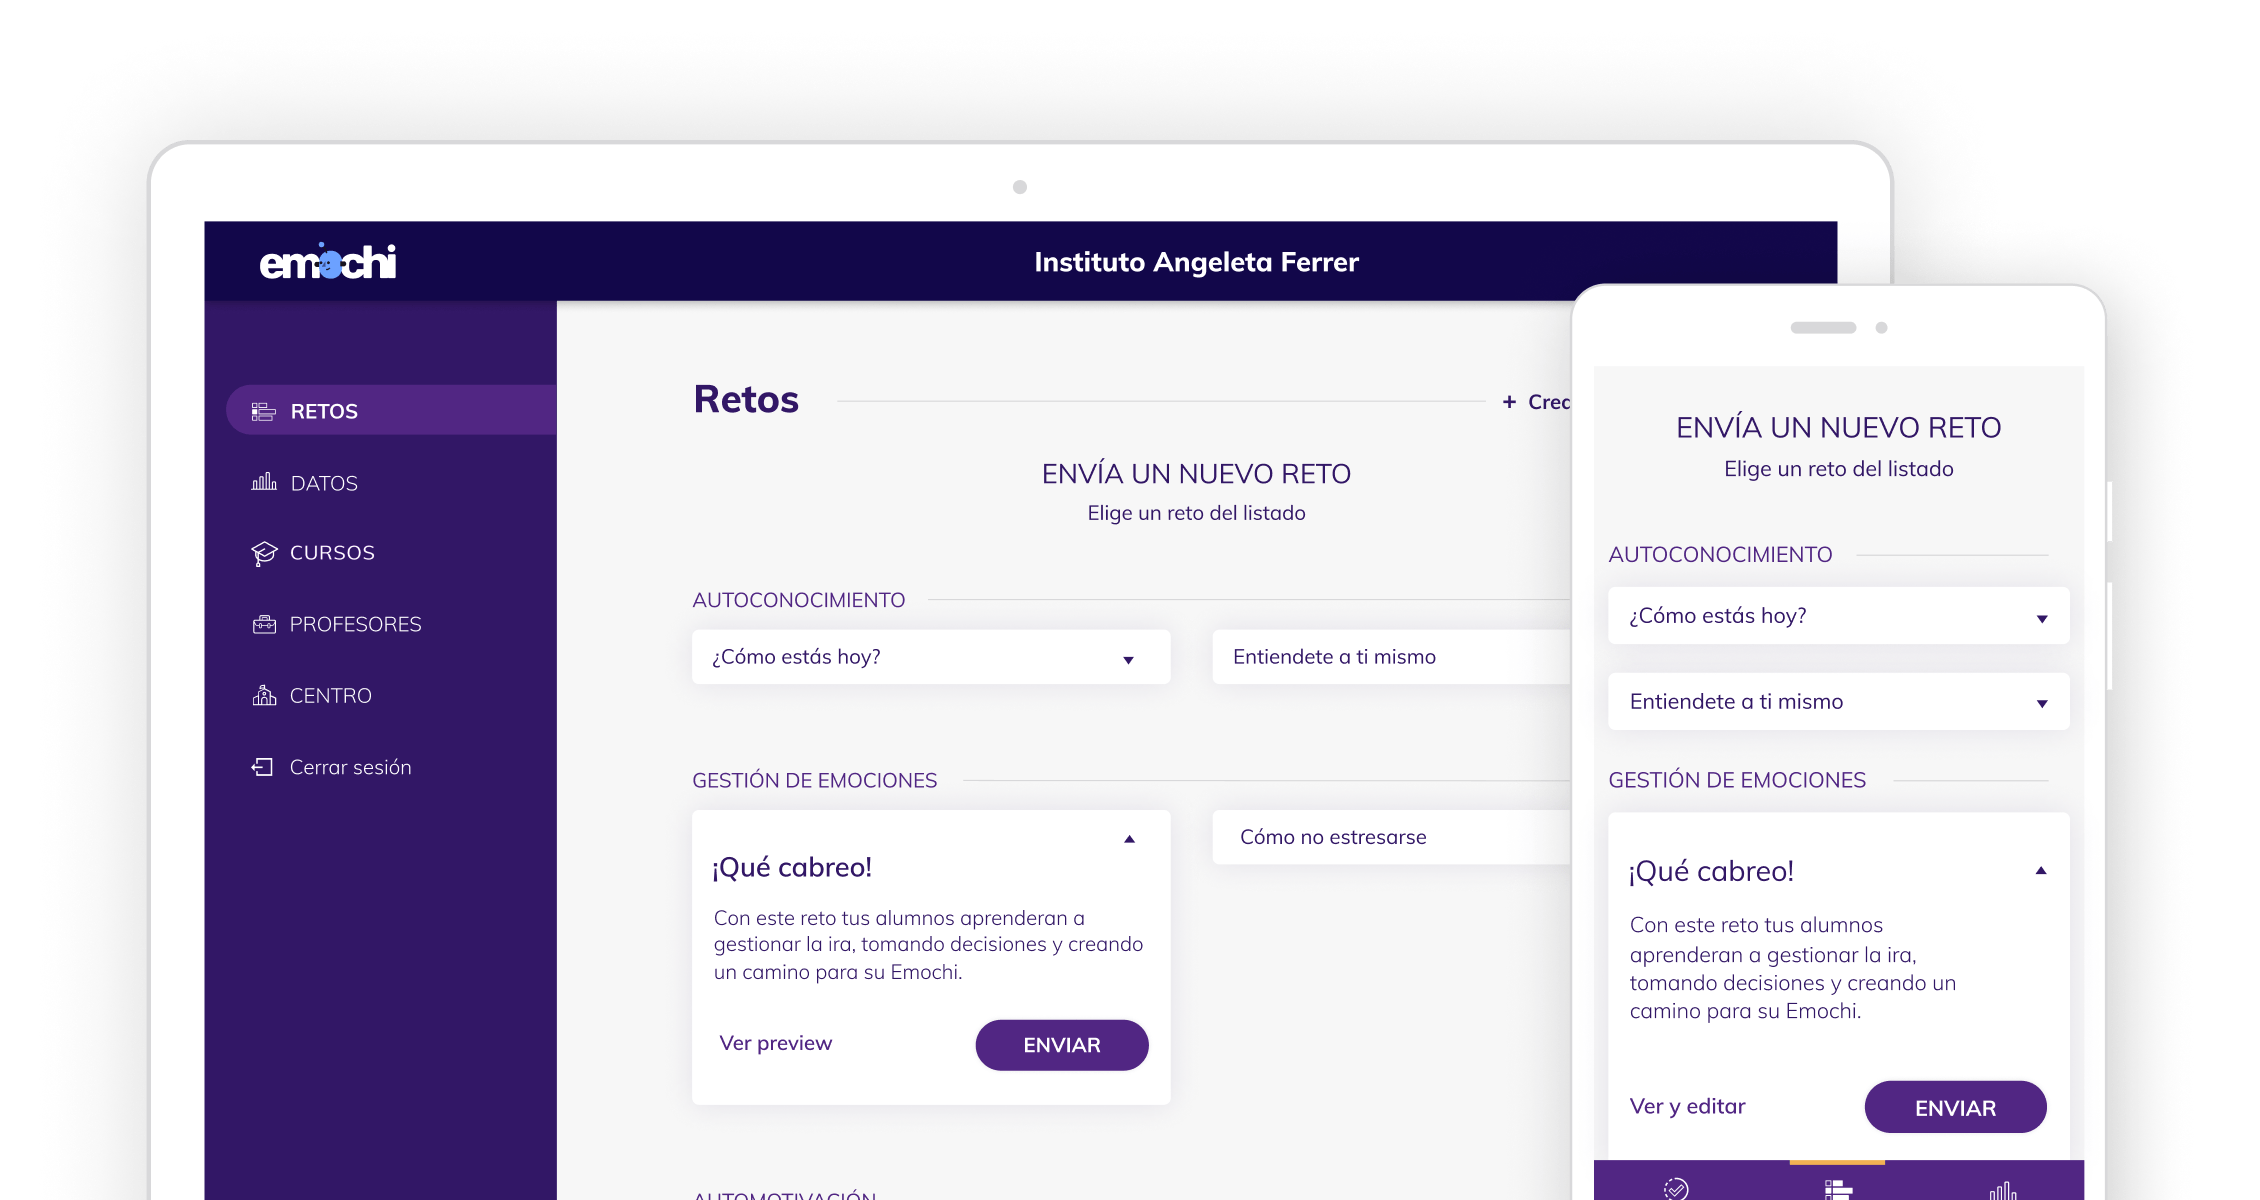 emochi
Instituto Angeleta Ferrer
RETOS
DATOS
CURSOS
PROFESORES
CENTRO
Cerrar sesión
Retos
+ Crea
ENVÍA UN NUEVO RETO
Elige un reto del listado
AUTOCONOCIMIENTO
¿Cómo estás hoy?
Entiendete a ti mismo
GESTIÓN DE EMOCIONES
¡Qué cabreo!
Con este reto tus alumnos aprenderan a
gestionar la ira, tomando decisiones y creando
un camino para su Emochi.
Ver preview
ENVIAR
Cómo no estresarse
AUTOMOTIVACIÓN
ENVÍA UN NUEVO RETO
Elige un reto del listado
AUTOCONOCIMIENTO
¿Cómo estás hoy?
Entiendete a ti mismo
GESTIÓN DE EMOCIONES
¡Qué cabreo!
Con este reto tus alumnos
aprenderan a gestionar la ira,
tomando decisiones y creando un
camino para su Emochi.
Ver y editar
ENVIAR